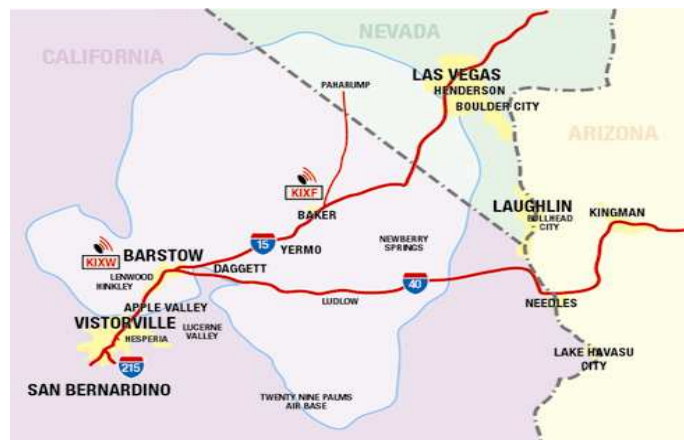 NEVADA
CALIFORNIA
LAS VEGAS
HENDERSON
BOULDER CITY
PAHARUMP
ARIZONA
KIXF
BAKER
LAUGHLIN
BULLHEAD
CITY
KINGMAN
KIXW
BARSTOW
15
YERMO
NEWBERRY
SPRINGS
LENWOOD
HINKLEY
DAGGETT
40
LUDLOW
NEEDLES
APPLE VALLEY
VISTORVILLE
HESPERIA
LUCERNE
VALLEY
215
LAKE HAVASU
CITY
SAN BERNARDINO
TWENTY NINE PALMS
AIR BASE